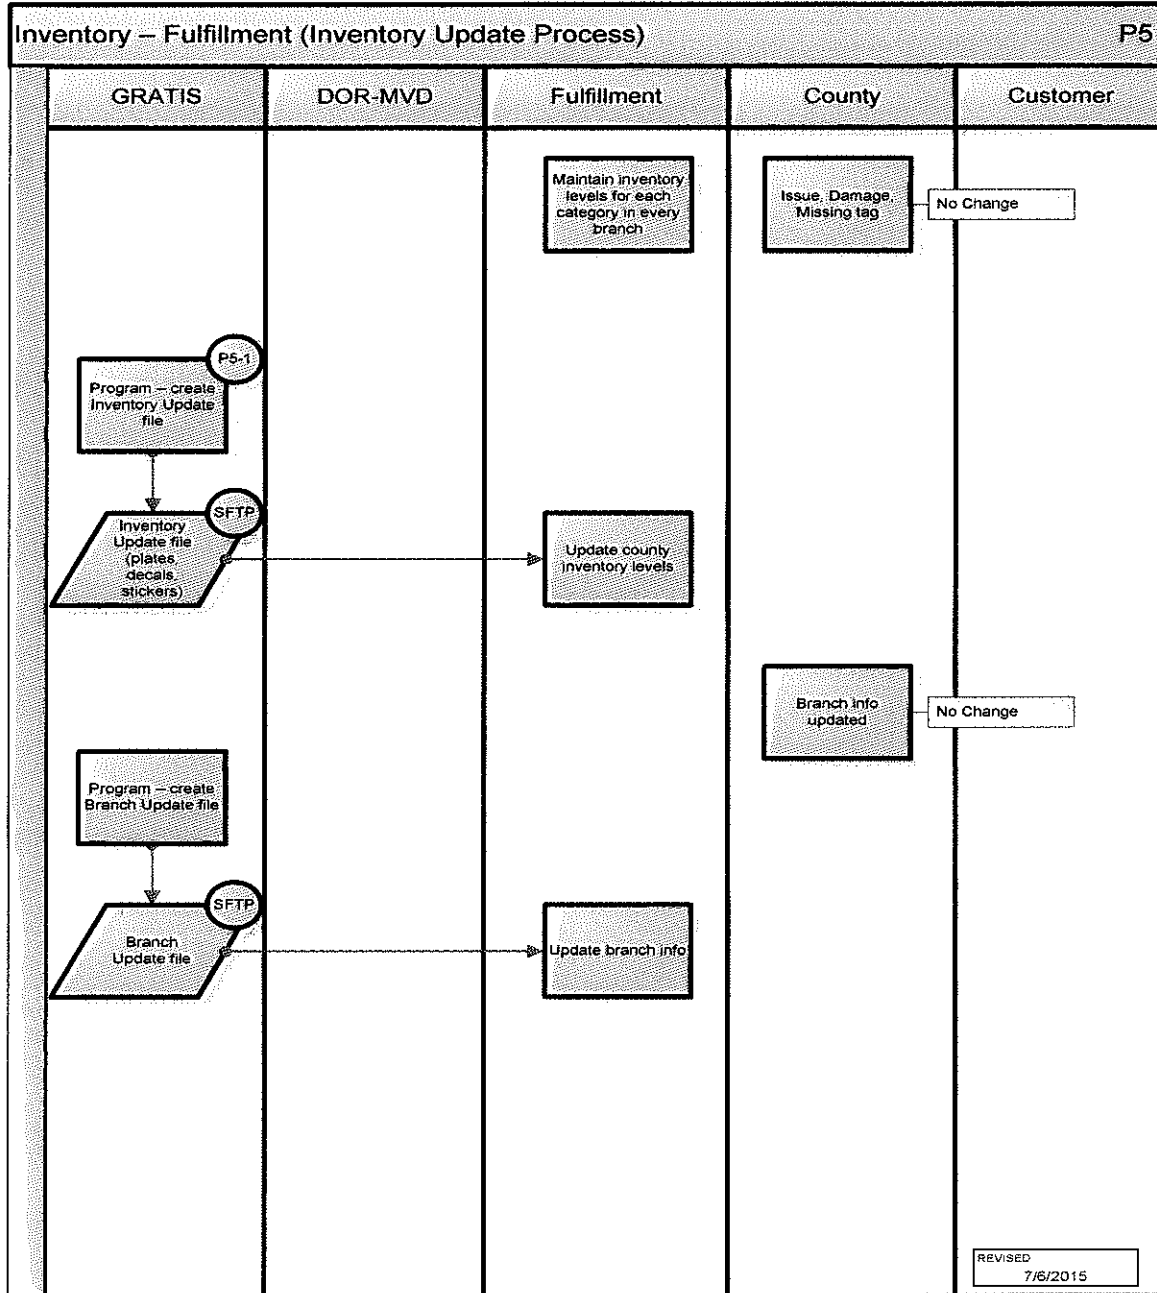 Inventory – Fulfillment (Inventory Update Process) P5
GRATIS DOR-MVD Fulfillment County Customer
Maintain inventory
levels for each
category in every
branch
Issue, Damage,
Missing tag
No Change
P5-1
Program – create
Inventory Update
file
SFTP
Inventory
Update file
(plates,
decals,
stickers)
Update county
inventory levels
Branch info
updated
No Change
Program – create
Branch Update file
SFTP
Branch
Update file
Update branch info
REVISED
7/6/2015